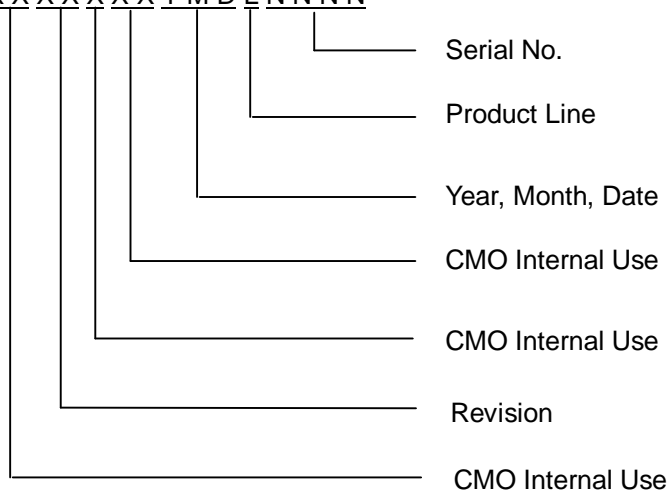 X X X X X X X Y M D L N N N N
Serial No.
Product Line
Year, Month, Date
CMO Internal Use
CMO Internal Use
Revision
CMO Internal Use